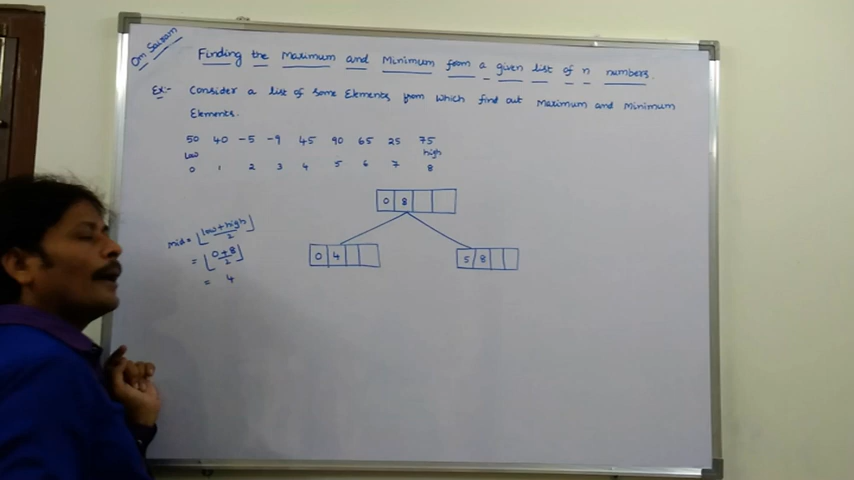 Om Sairam
Finding the Maximum and Minimum from a given list of n numbers.
Ex:- Consider a list of some Elements from which find out Maximum and Minimum
Elements.
50 40 -5 -9 45 90 65 25 75
low high
0 1 2 3 4 5 6 7 8
0 8
mid = ⌊low+high/2⌋
= ⌊0+8/2⌋
= 4
0 4
5 8